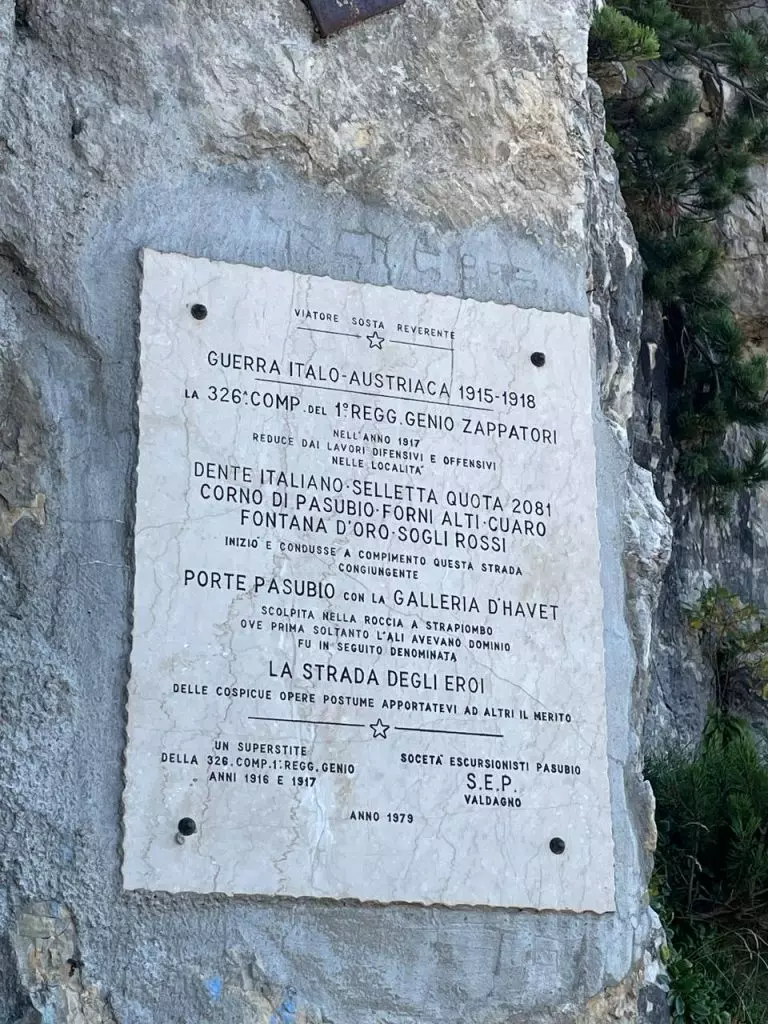 VIATORE SOSTA REVERENTE
GUERRA ITALO-AUSTRIACA 1915-1918
LA 326ª COMP. DEL 1º REGG. GENIO ZAPPATORI
NELL'ANNO 1917
REDUCE DAI LAVORI DIFENSIVI E OFFENSIVI
NELLE LOCALITA'
DENTE ITALIANO·SELLETTA QUOTA 2081
CORNO DI PASUBIO·FORNI ALTI·CUARO
FONTANA D'ORO·SOGLI ROSSI
INIZIÒ E CONDUSSE A COMPIMENTO QUESTA STRADA
CONGIUNGENTE
PORTE PASUBIO CON LA GALLERIA D'HAVET
SCOLPITA NELLA ROCCIA A STRAPIOMBO
OVE PRIMA SOLTANTO L'ALI AVEVANO DOMINIO
FU IN SEGUITO DENOMINATA
LA STRADA DEGLI EROI
DELLE COSPICUE OPERE POSTUME APPORTATEVI AD ALTRI IL MERITO
UN SUPERSTITE
DELLA 326. COMP. 1º REGG. GENIO
ANNI 1916 E 1917
SOCETA' ESCURSIONISTI PASUBIO
S.E.P.
VALDAGNO
ANNO 1979